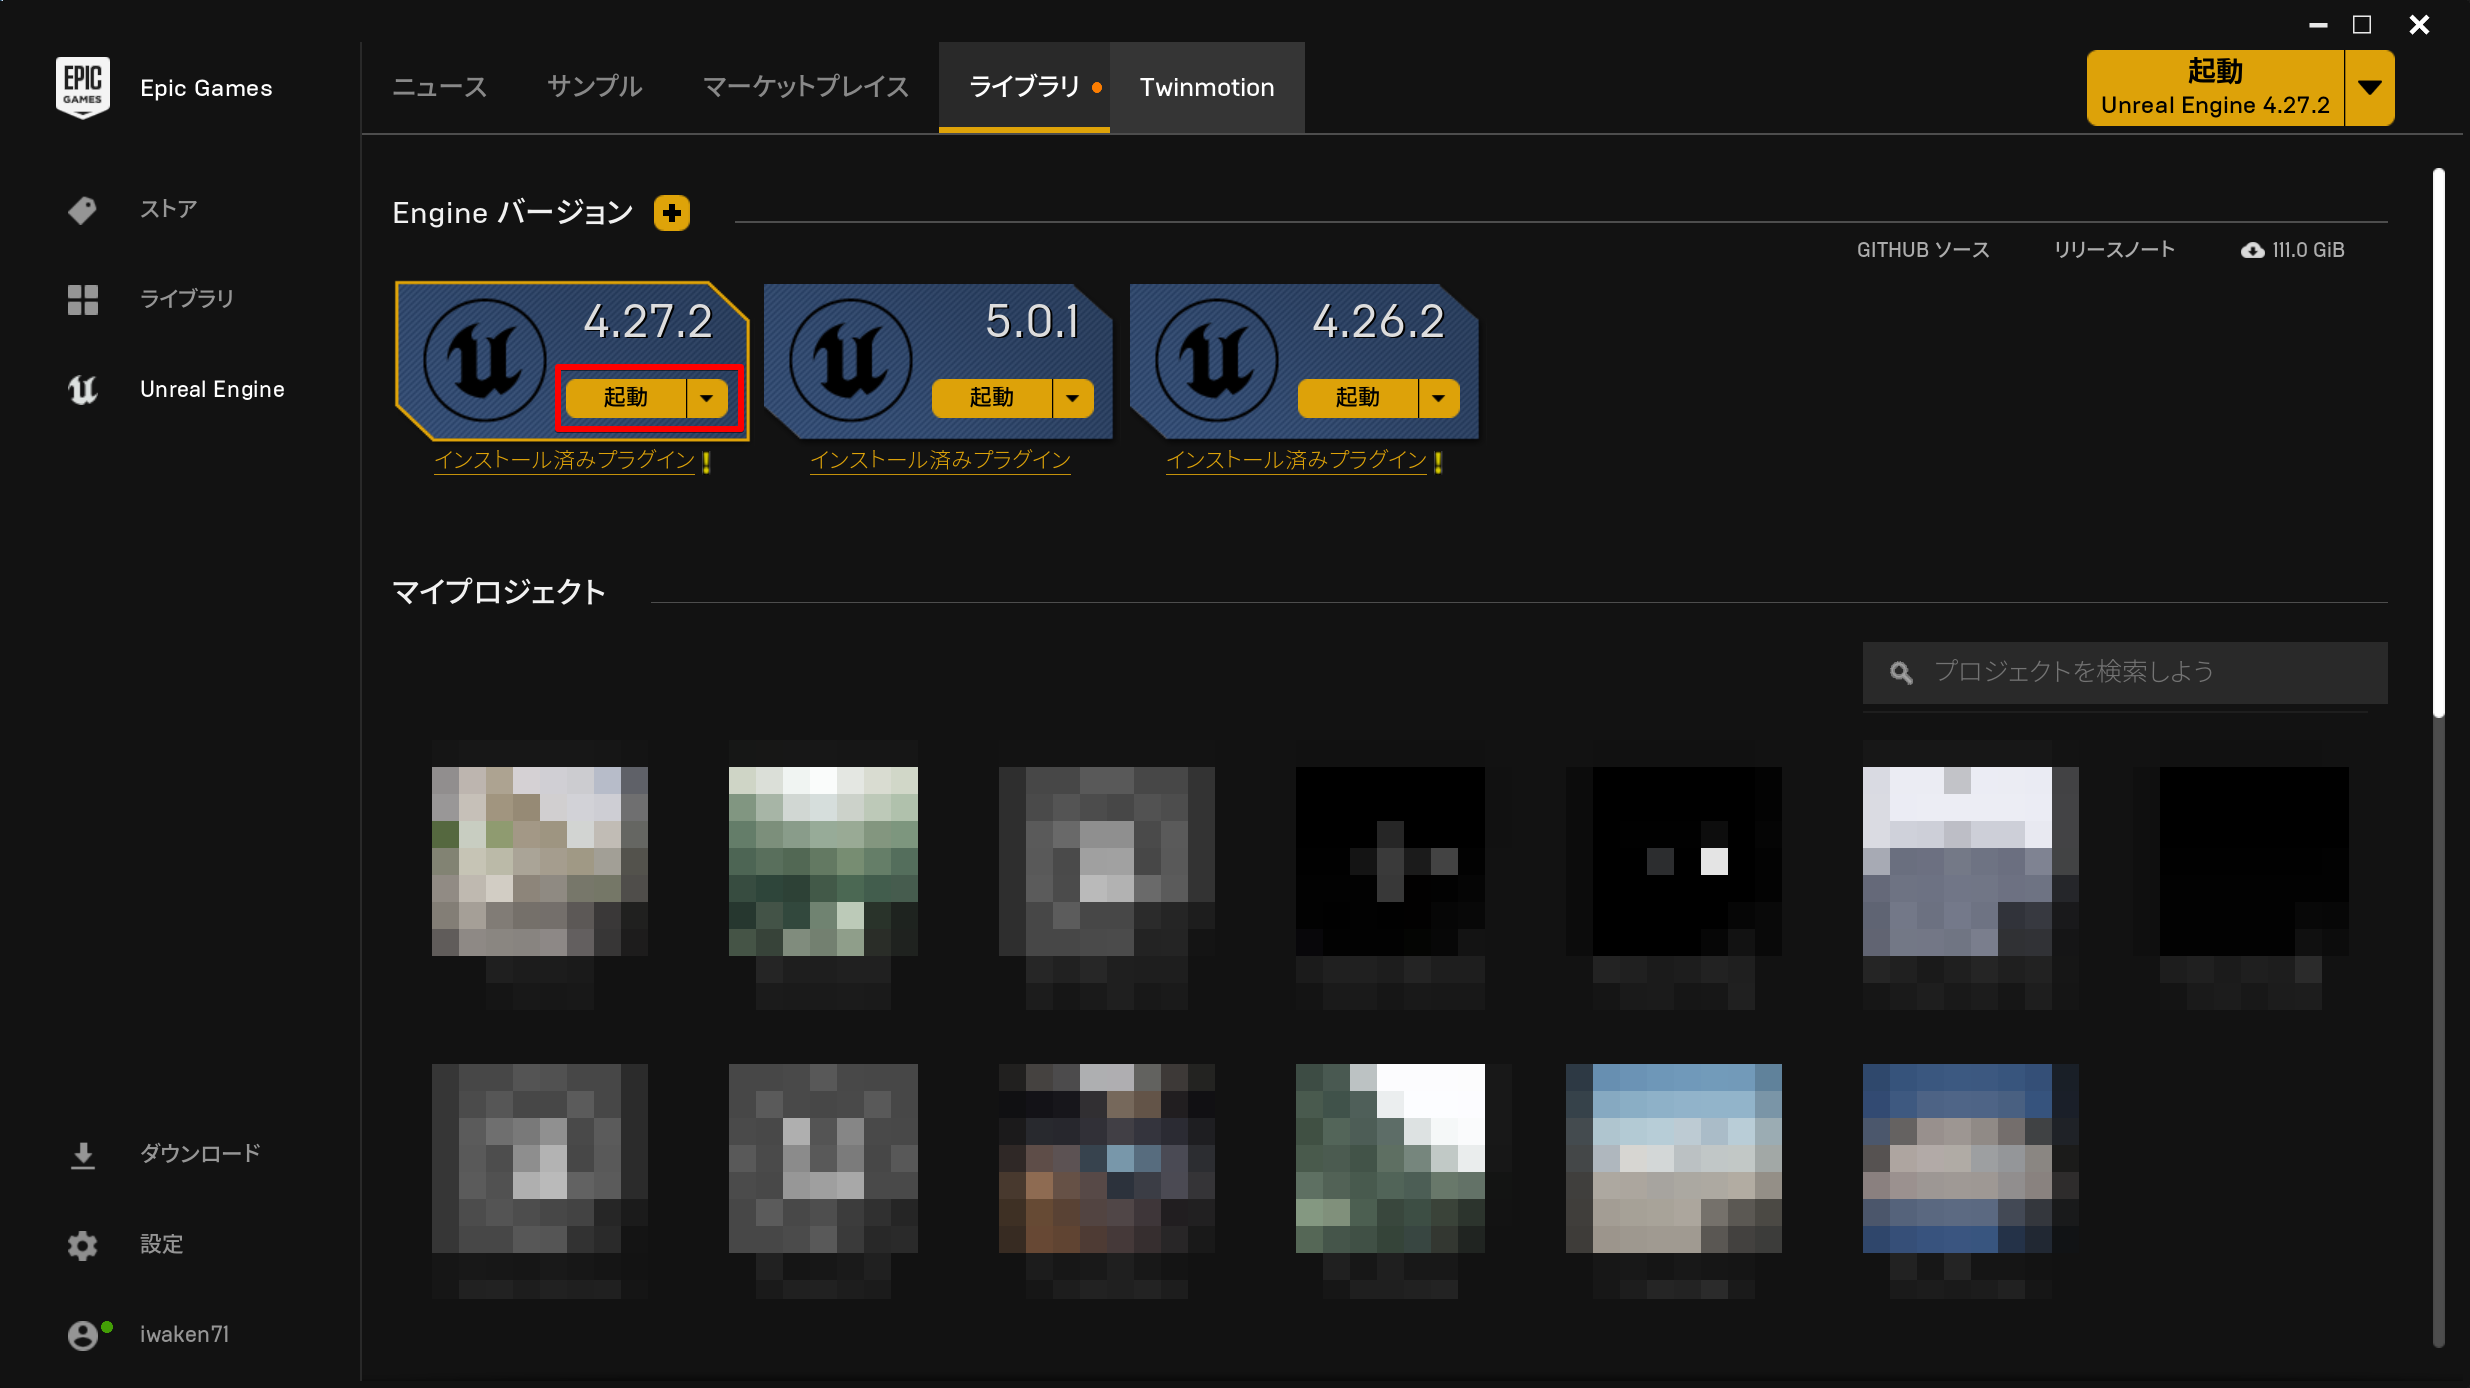 EPIC
GAMES
Epic Games
ストア
ライブラリ
Unreal Engine
ダウンロード
設定
iwaken71
ニュース
サンプル
マーケットプレイス
ライブラリ
Twinmotion
起動
Unreal Engine 4.27.2
Engine バージョン
GITHUB ソース
リリースノート
111.0 GiB
4.27.2
起動
インストール済みプラグイン
5.0.1
起動
インストール済みプラグイン
4.26.2
起動
インストール済みプラグイン
マイプロジェクト
プロジェクトを検索しよう